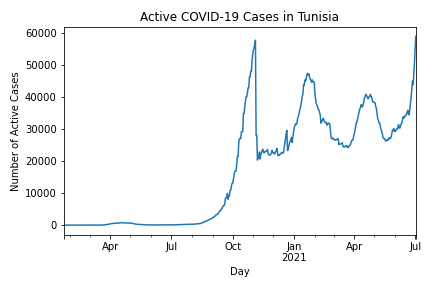 Active COVID-19 Cases in Tunisia
60000
50000
40000
30000
20000
10000
0
Number of Active Cases
Apr Jul Oct Jan Apr Jul
2021
Day